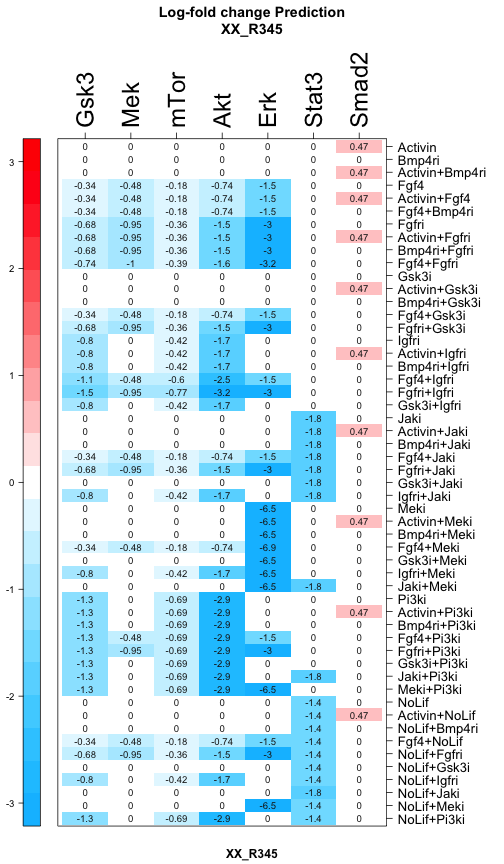 Log-fold change Prediction
XX_R345
Gsk3 Mek mTor Akt Erk Stat3 Smad2
3
2
1
0
-1
-2
-3
0 0 0 0 0 0 0.47 Activin
0 0 0 0 0 0 0 Bmp4ri
0 0 0 0 0 0 0.47 Activin+Bmp4ri
-0.34 -0.48 -0.18 -0.74 -1.5 0 0 Fgf4
-0.34 -0.48 -0.18 -0.74 -1.5 0 0.47 Activin+Fgf4
-0.34 -0.48 -0.18 -0.74 -1.5 0 0 Fgf4+Bmp4ri
-0.68 -0.95 -0.36 -1.5 -3 0 0 Fgfri
-0.68 -0.95 -0.36 -1.5 -3 0 0.47 Activin+Fgfri
-0.68 -0.95 -0.36 -1.5 -3 0 0 Bmp4ri+Fgfri
-0.74 -1 -0.39 -1.6 -3.2 0 0 Fgf4+Fgfri
0 0 0 0 0 0 0 Gsk3i
0 0 0 0 0 0 0.47 Activin+Gsk3i
0 0 0 0 0 0 0 Bmp4ri+Gsk3i
-0.34 -0.48 -0.18 -0.74 -1.5 0 0 Fgf4+Gsk3i
-0.68 -0.95 -0.36 -1.5 -3 0 0 Fgfri+Gsk3i
-0.8 0 -0.42 -1.7 0 0 0 Igfri
-0.8 0 -0.42 -1.7 0 0 0.47 Activin+Igfri
-0.8 0 -0.42 -1.7 0 0 0 Bmp4ri+Igfri
-1.1 -0.48 -0.6 -2.5 -1.5 0 0 Fgf4+Igfri
-1.5 -0.95 -0.77 -3.2 -3 0 0 Fgfri+Igfri
-0.8 0 -0.42 -1.7 0 0 0 Gsk3i+Igfri
0 0 0 0 0 -1.8 0 Jaki
0 0 0 0 0 -1.8 0.47 Activin+Jaki
0 0 0 0 0 -1.8 0 Bmp4ri+Jaki
-0.34 -0.48 -0.18 -0.74 -1.5 -1.8 0 Fgf4+Jaki
-0.68 -0.95 -0.36 -1.5 -3 -1.8 0 Fgfri+Jaki
0 0 0 0 0 -1.8 0 Gsk3i+Jaki
-0.8 0 -0.42 -1.7 0 -1.8 0 Igfri+Jaki
0 0 0 0 -6.5 0 0 Meki
0 0 0 0 -6.5 0 0.47 Activin+Meki
0 0 0 0 -6.5 0 0 Bmp4ri+Meki
-0.34 -0.48 -0.18 -0.74 -6.9 0 0 Fgf4+Meki
0 0 0 0 -6.5 0 0 Gsk3i+Meki
-0.8 0 -0.42 -1.7 -6.5 0 0 Igfri+Meki
0 0 0 0 -6.5 -1.8 0 Jaki+Meki
-1.3 0 -0.69 -2.9 0 0 0 Pi3ki
-1.3 0 -0.69 -2.9 0 0 0.47 Activin+Pi3ki
-1.3 0 -0.69 -2.9 0 0 0 Bmp4ri+Pi3ki
-1.3 -0.48 -0.69 -2.9 -1.5 0 0 Fgf4+Pi3ki
-1.3 -0.95 -0.69 -2.9 -3 0 0 Fgfri+Pi3ki
-1.3 0 -0.69 -2.9 0 0 0 Gsk3i+Pi3ki
-1.3 0 -0.69 -2.9 0 -1.8 0 Jaki+Pi3ki
-1.3 0 -0.69 -2.9 -6.5 0 0 Meki+Pi3ki
0 0 0 0 0 -1.4 0 NoLif
0 0 0 0 0 -1.4 0.47 Activin+NoLif
0 0 0 0 0 -1.4 0 NoLif+Bmp4ri
-0.34 -0.48 -0.18 -0.74 -1.5 -1.4 0 Fgf4+NoLif
-0.68 -0.95 -0.36 -1.5 -3 -1.4 0 NoLif+Fgfri
0 0 0 0 0 -1.4 0 NoLif+Gsk3i
-0.8 0 -0.42 -1.7 0 -1.4 0 NoLif+Igfri
0 0 0 0 0 -1.8 0 NoLif+Jaki
0 0 0 0 -6.5 -1.4 0 NoLif+Meki
-1.3 0 -0.69 -2.9 0 -1.4 0 NoLif+Pi3ki
XX_R345